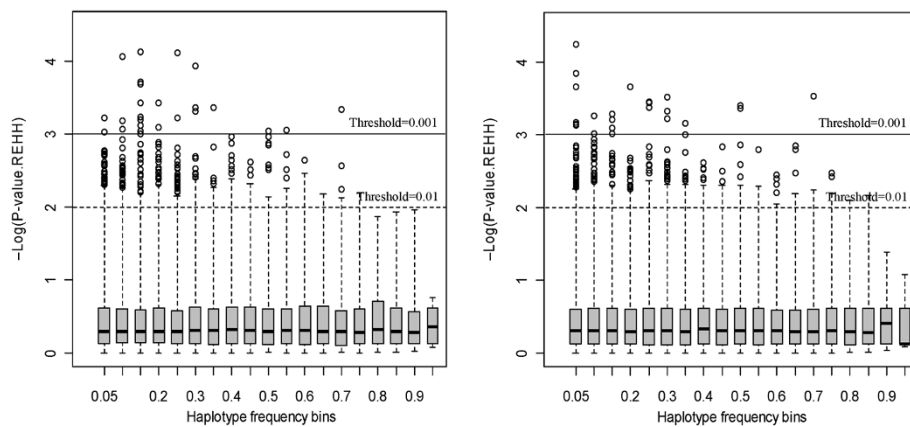 −Log(P-value.REHH)
4
3
2
1
0
Threshold=0.001
Threshold=0.01
0.05 0.2 0.3 0.4 0.5 0.6 0.7 0.8 0.9
Haplotype frequency bins
−Log(P-value.REHH)
4
3
2
1
0
Threshold=0.001
Threshold=0.01
0.05 0.2 0.3 0.4 0.5 0.6 0.7 0.8 0.9
Haplotype frequency bins